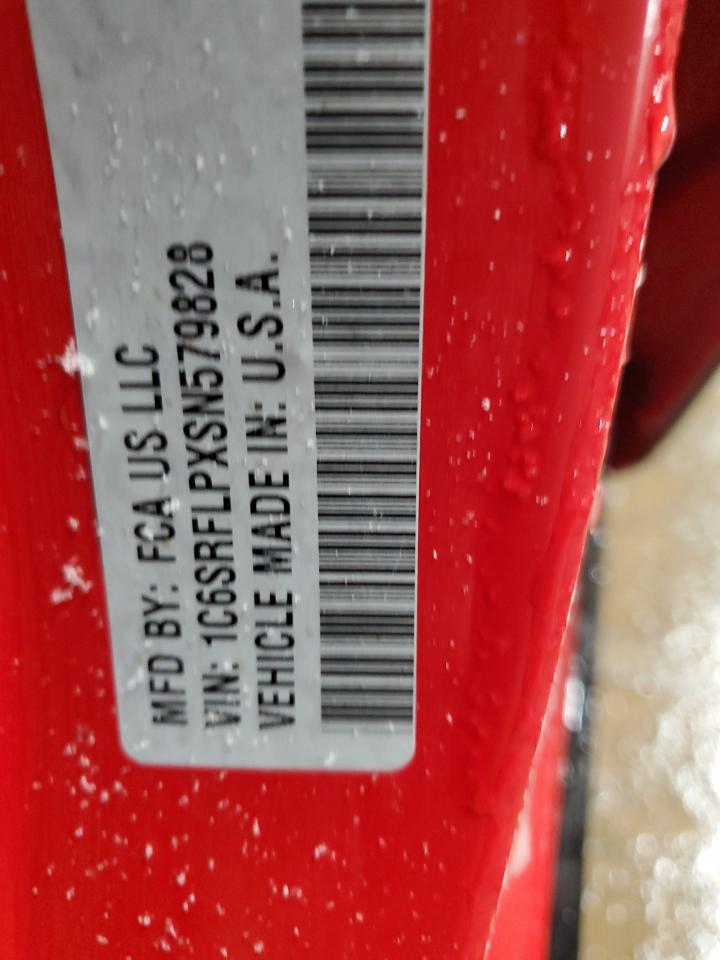 MFD BY: FCA US LLC
VIN: 1C6SRFLPXSN579828
VEHICLE MADE IN: U.S.A.